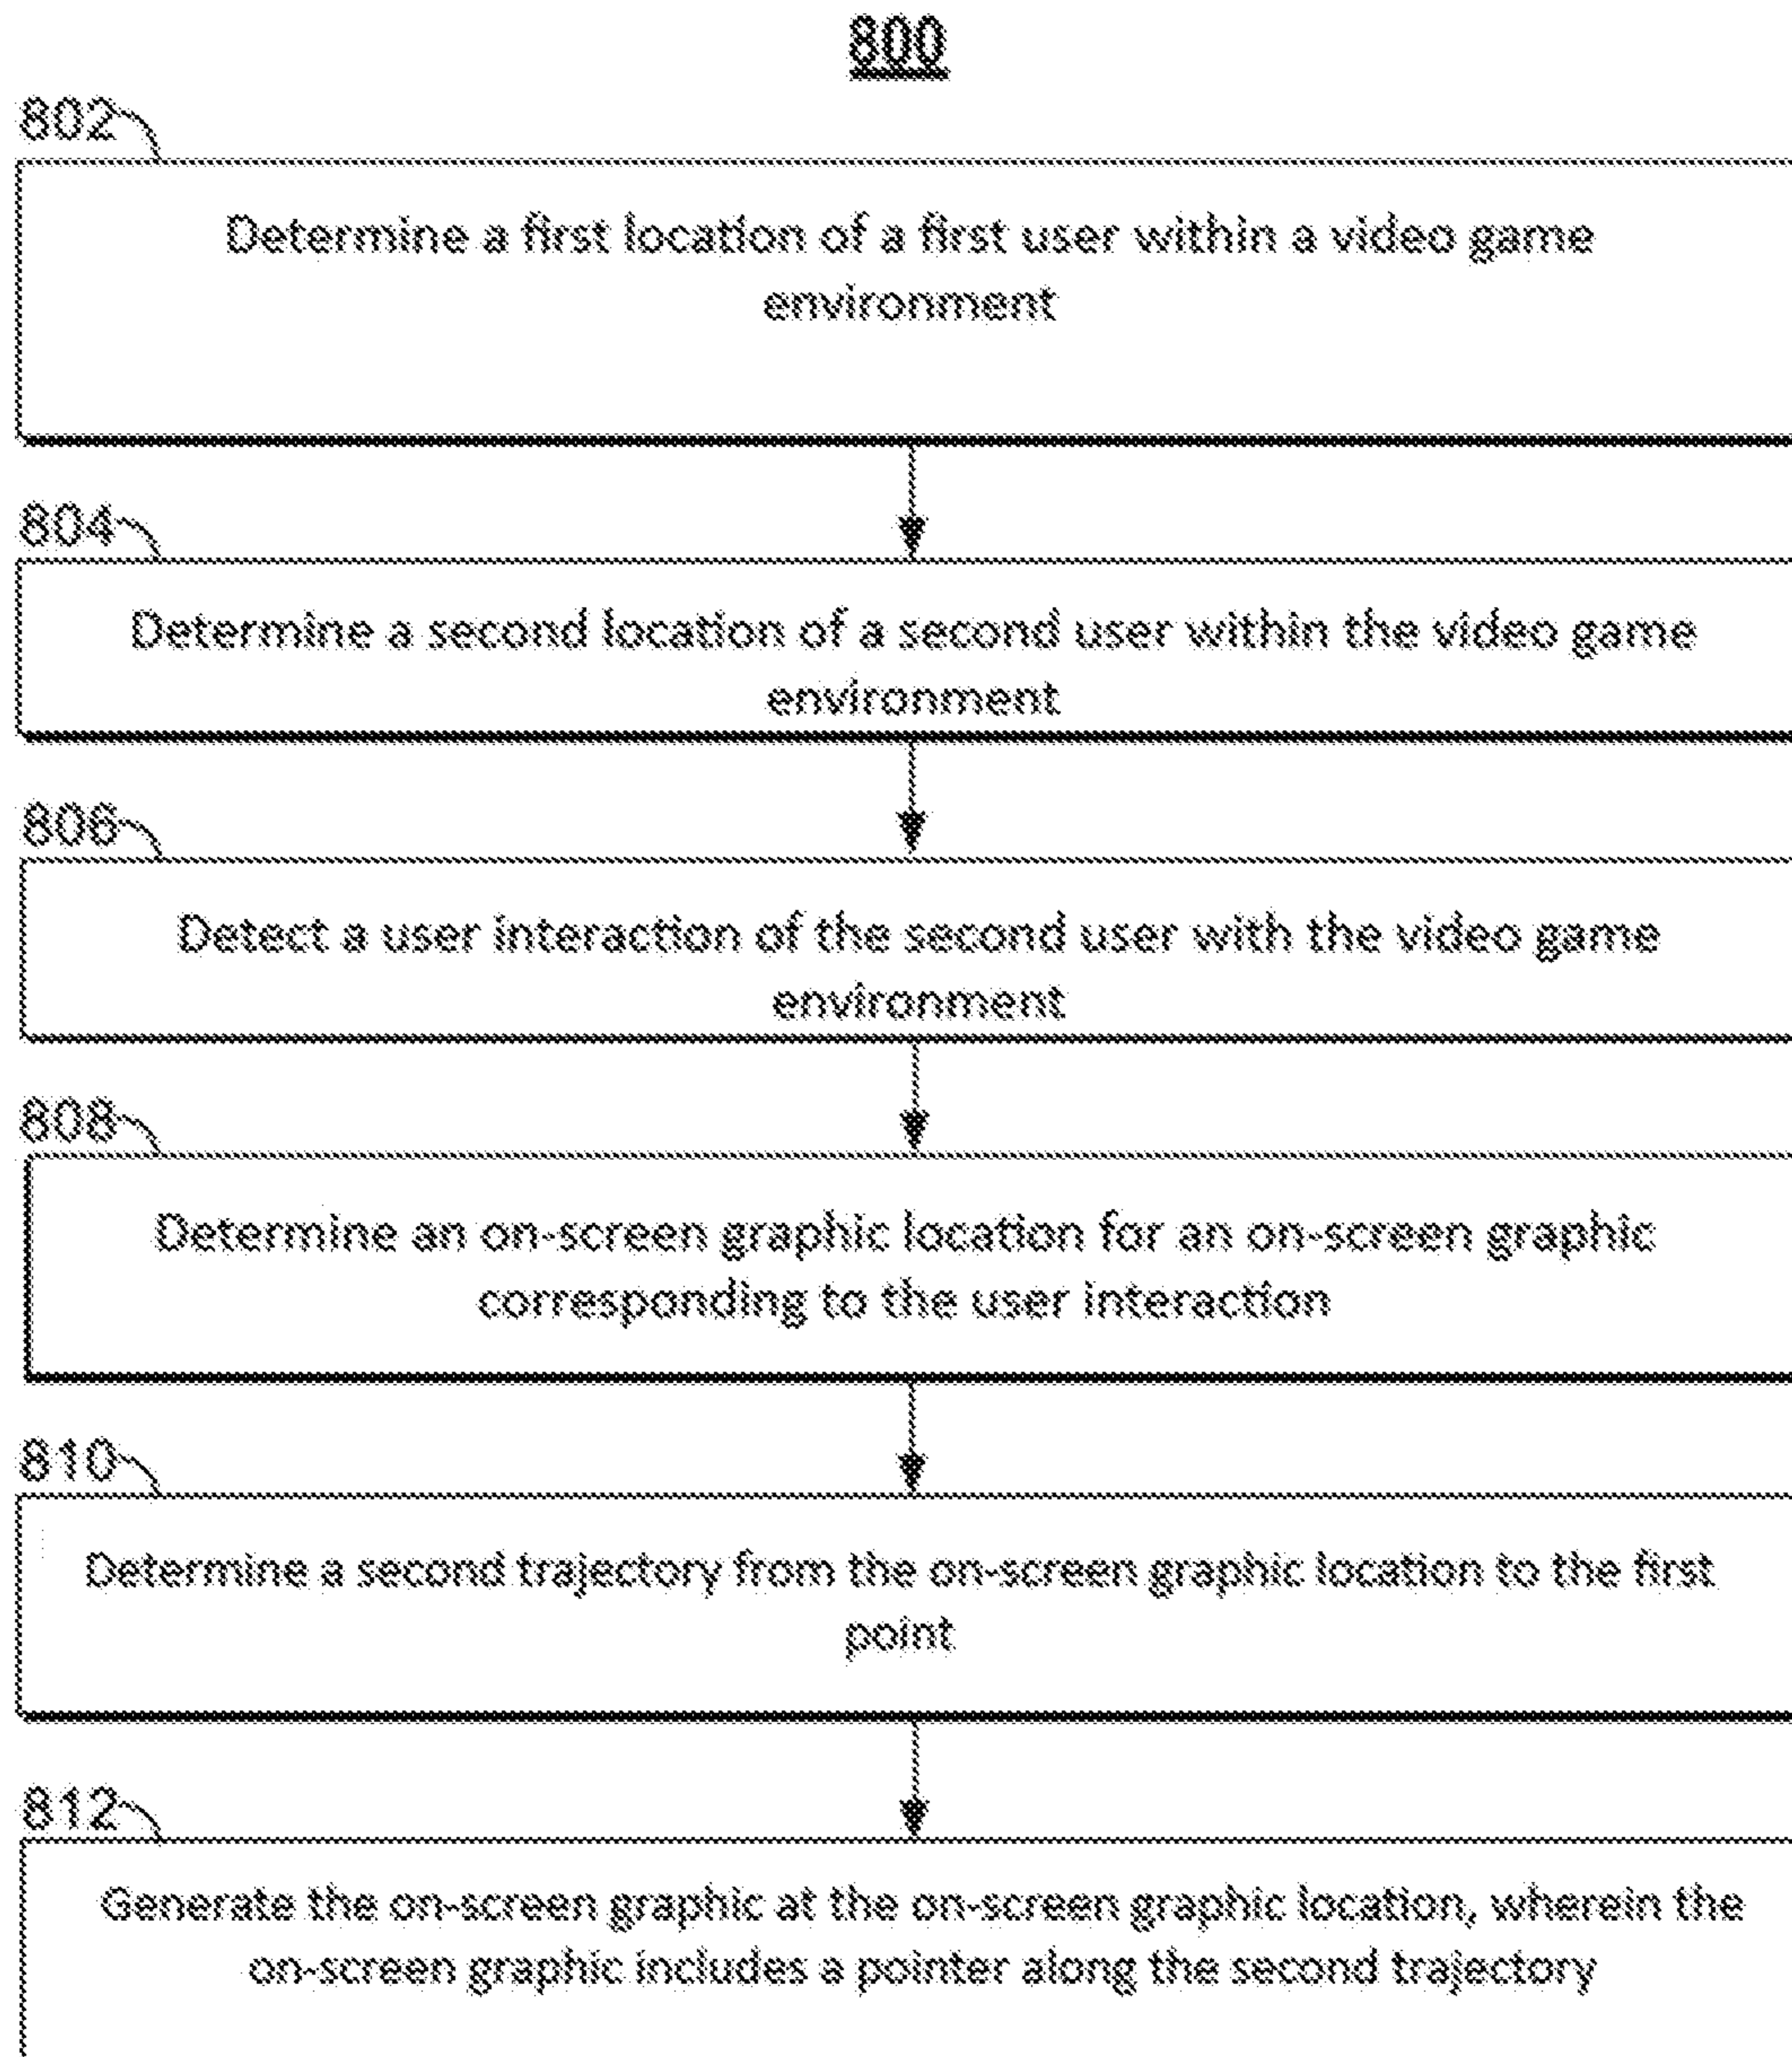 800
802
Determine a first location of a first user within a video game
environment
804
Determine a second location of a second user within the video game
environment
806
Detect a user interaction of the second user with the video game
environment
808
Determine an on-screen graphic location for an on-screen graphic
corresponding to the user interaction
810
Determine a second trajectory from the on-screen graphic location to the first
point
812
Generate the on-screen graphic at the on-screen graphic location, wherein the
on-screen graphic includes a pointer along the second trajectory